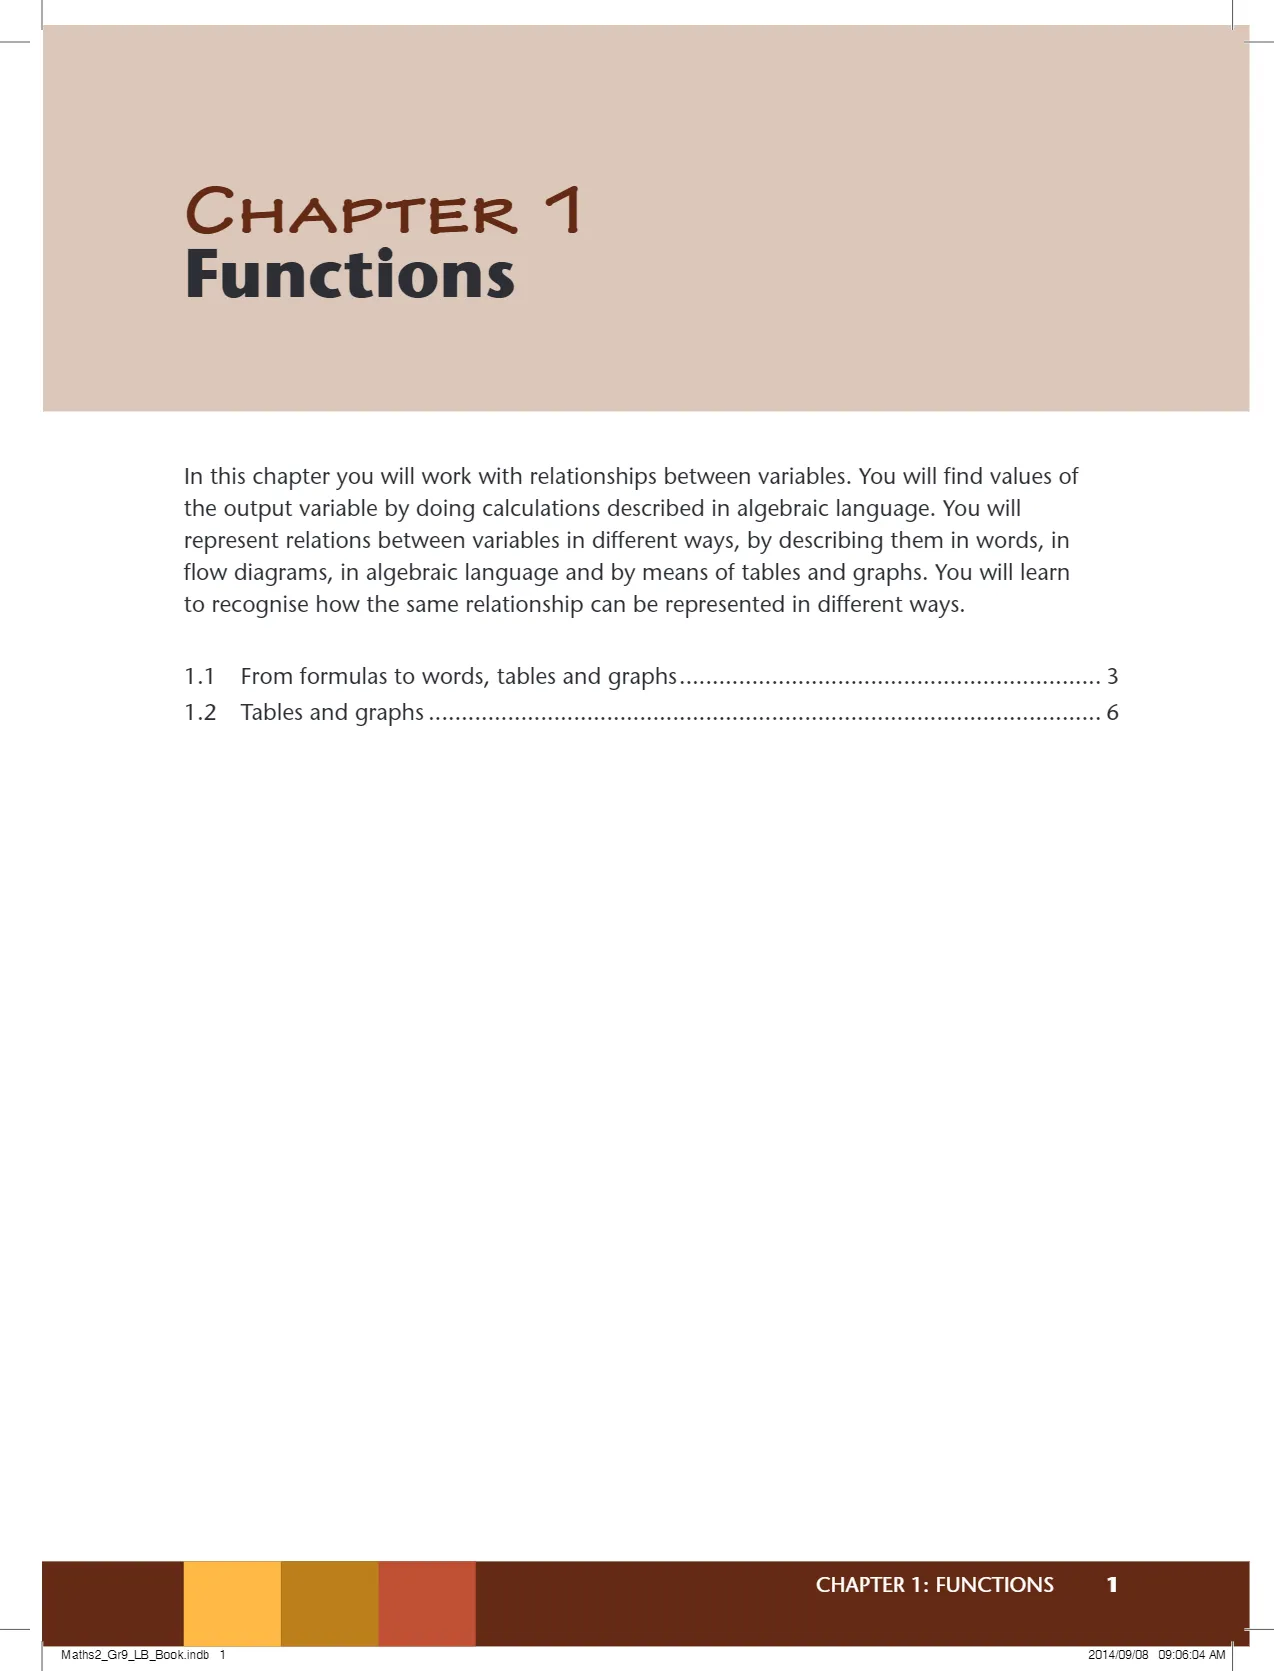 CHAPTER 1
Functions
In this chapter you will work with relationships between variables. You will find values of
the output variable by doing calculations described in algebraic language. You will
represent relations between variables in different ways, by describing them in words, in
flow diagrams, in algebraic language and by means of tables and graphs. You will learn
to recognise how the same relationship can be represented in different ways.
1.1 From formulas to words, tables and graphs................................................................ 3
1.2 Tables and graphs ...................................................................................................... 6
CHAPTER 1: FUNCTIONS 1
Maths2_Gr9_LB_Book.indb 1 2014/09/08 09:06:04 AM